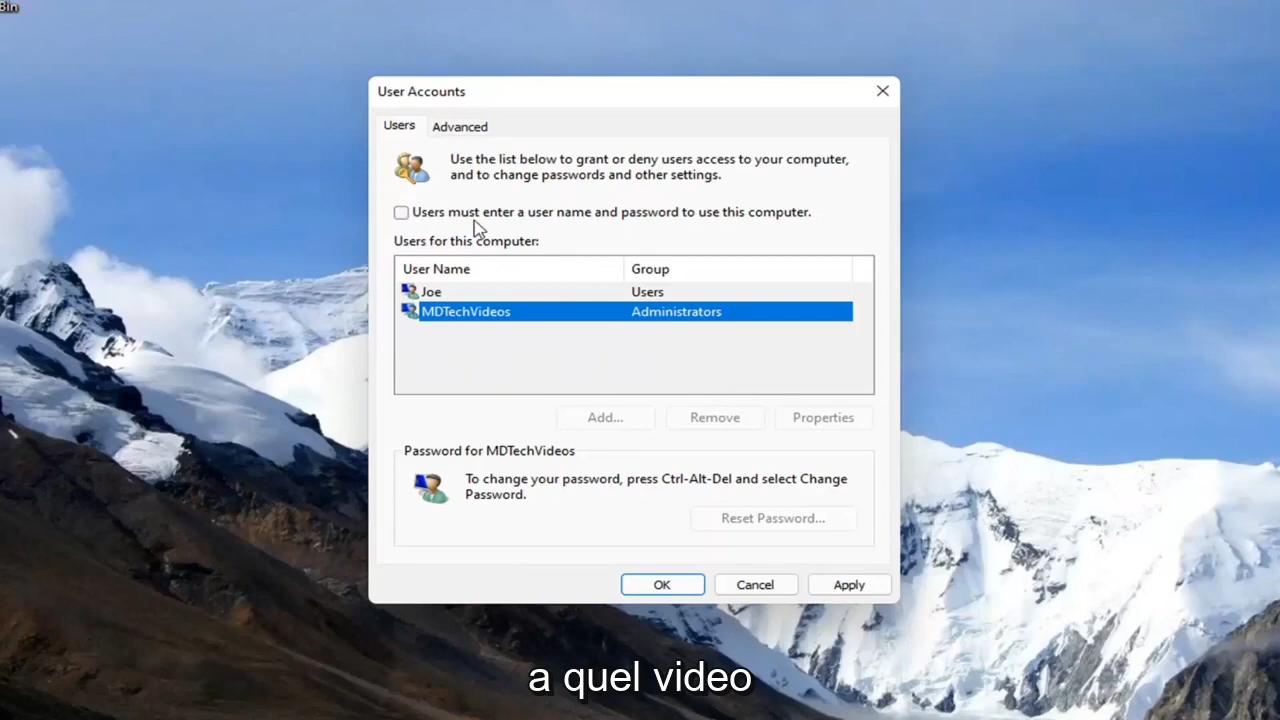 Bin
User Accounts
Users
Advanced
Use the list below to grant or deny users access to your computer,
and to change passwords and other settings.
Users must enter a user name and password to use this computer.
Users for this computer:
User Name
Group
Joe
Users
MDTechVideos
Administrators
Add...
Remove
Properties
Password for MDTechVideos
To change your password, press Ctrl-Alt-Del and select Change
Password.
Reset Password...
OK
Cancel
Apply
a quel video